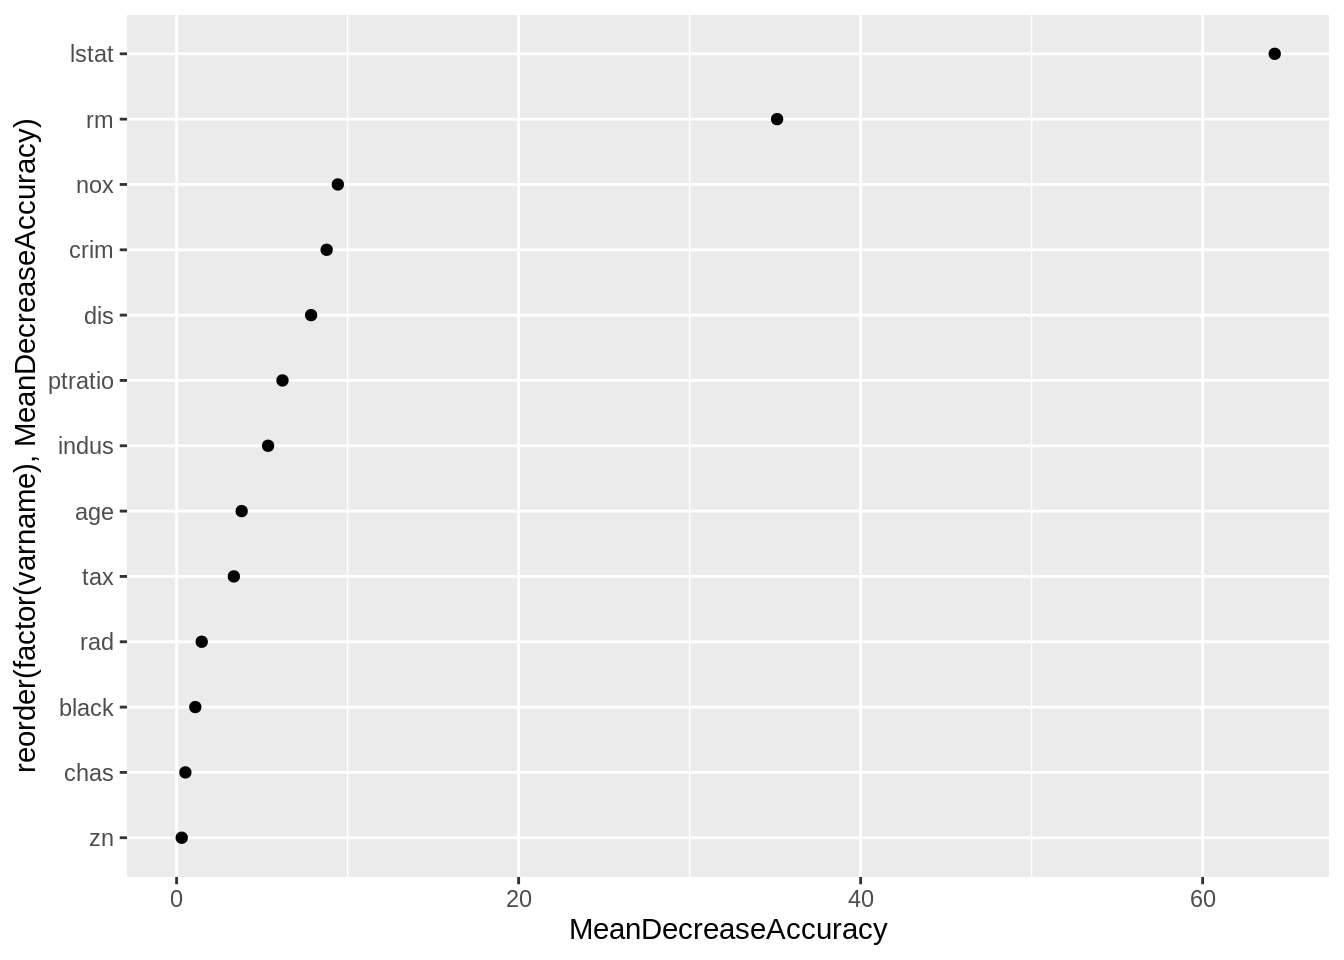 reorder(factor(varname), MeanDecreaseAccuracy)
lstat
rm
nox
crim
dis
ptratio
indus
age
tax
rad
black
chas
zn
0 20 40 60
MeanDecreaseAccuracy